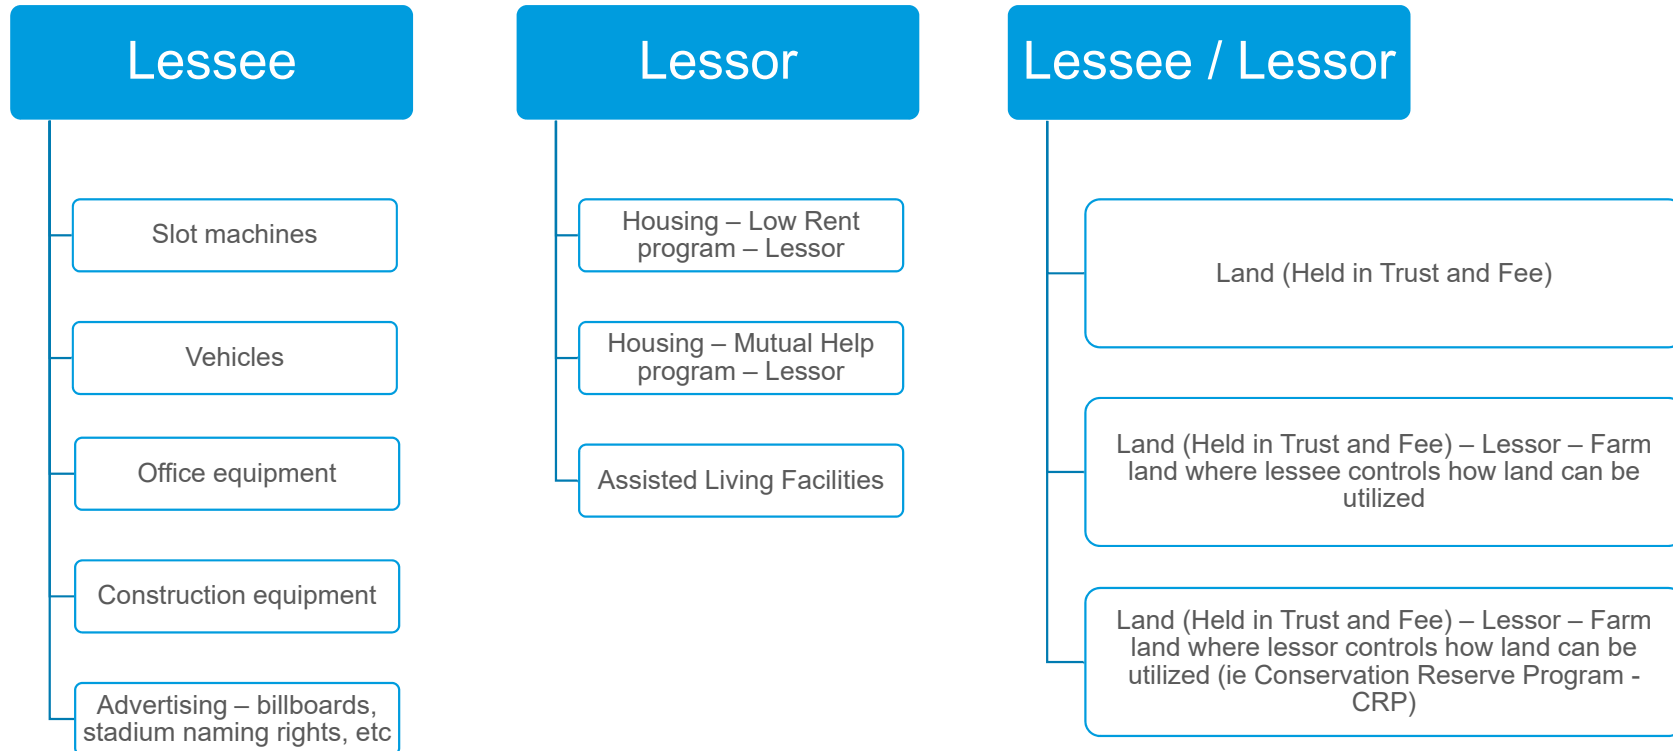 Lessee
Slot machines
Vehicles
Office equipment
Construction equipment
Advertising – billboards,
stadium naming rights, etc
Lessor
Housing – Low Rent
program – Lessor
Housing – Mutual Help
program – Lessor
Assisted Living Facilities
Lessee / Lessor
Land (Held in Trust and Fee)
Land (Held in Trust and Fee) – Lessor – Farm
land where lessee controls how land can be
utilized
Land (Held in Trust and Fee) – Lessor – Farm
land where lessor controls how land can be
utilized (ie Conservation Reserve Program -
CRP)